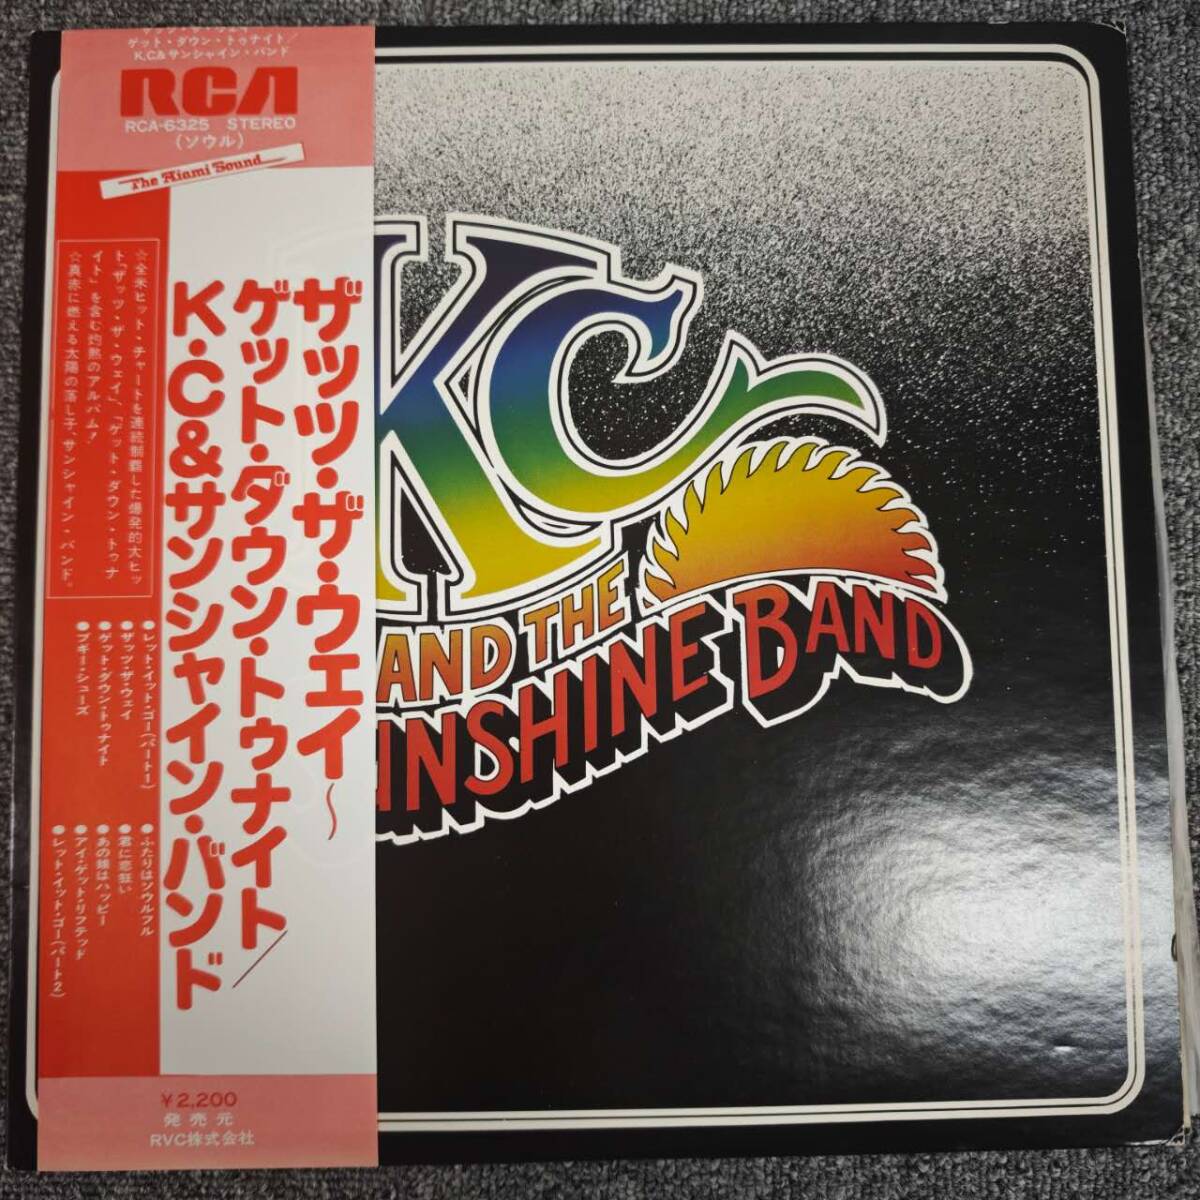 ゲット・ダウン・トゥナイト/
K.C&サンシャイン・バンド
RCA
RCA-6325 STEREO
(ソウル)
The Miami Sound
ザッツ・ザ・ウェイ~
ゲット・ダウン・トゥナイト/
K.C&サンシャイン・バンド
☆全米ヒット・チャートを連続制覇した爆発的大ヒッ
ト「ザッツ・ザ・ウェイ」、「ゲット・ダウン・トゥナ
イト」を含む灼熱のアルバム!
☆真赤に燃える太陽の落し子、サンシャイン・バンド。
●レット・イット・ゴー(パート1)
●ザッツ・ザ・ウェイ
●ゲット・ダウン・トゥナイト
●ブギー・シューズ
●ふたりはソウルフル
●君に恋狂い
●あの娘はハッピー
●アイ・ゲット・リフテッド
●レット・イット・ゴー(パート2)
¥2,200
発売元
RVC株式会社
KC
AND THE
UNSHINE BAND